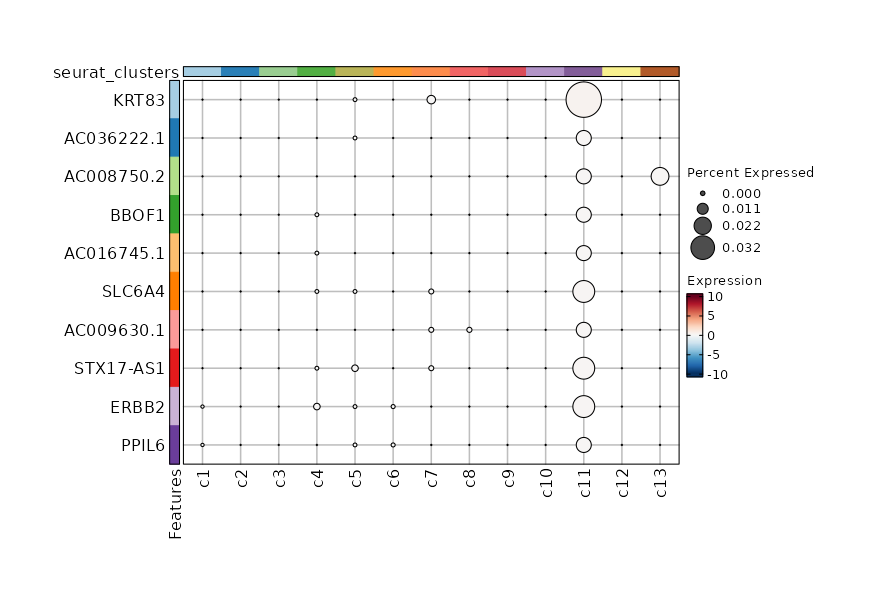 seurat_clusters
KRT83
AC036222.1
AC008750.2
BBOF1
AC016745.1
SLC6A4
AC009630.1
STX17-AS1
ERBB2
PPIL6
Features
c1
c2
c3
c4
c5
c6
c7
c8
c9
c10
c11
c12
c13
Percent Expressed
0.000
0.011
0.022
0.032
Expression
10
5
0
-5
-10